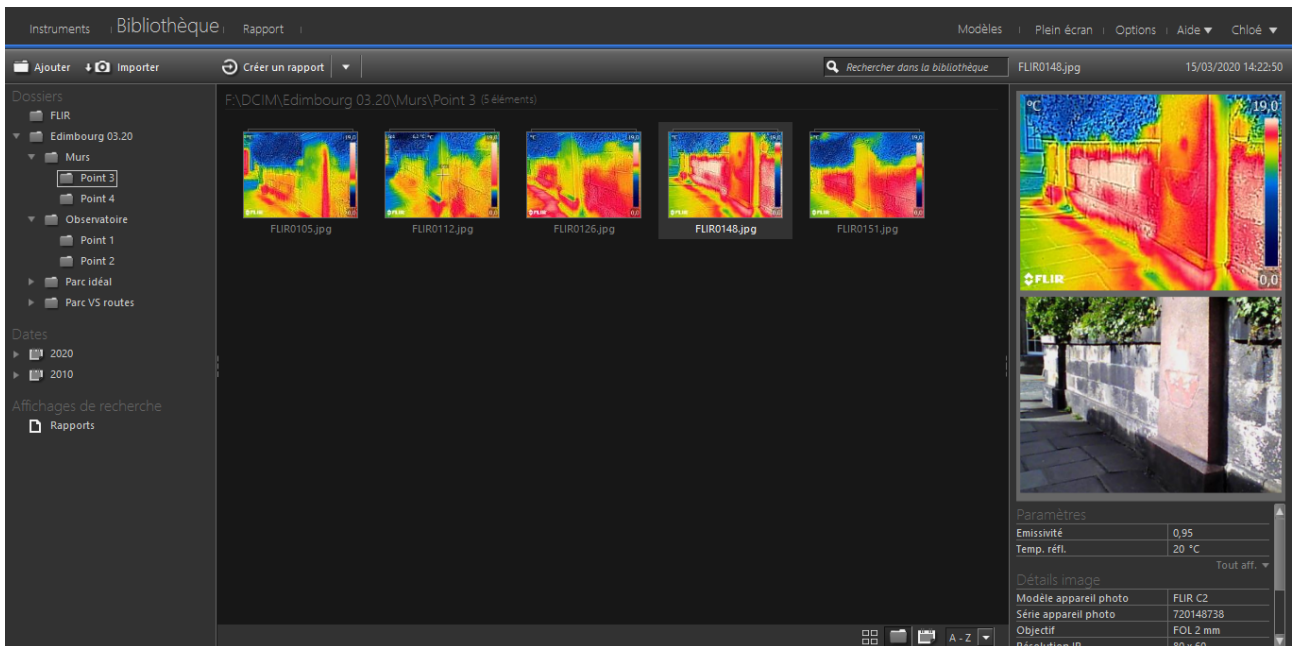 Instruments Bibliothèque Rapport Modèles Plein écran Options Aide Chloé
Ajouter Importer Créer un rapport Rechercher dans la bibliothèque FLIR0148.jpg 15/03/2020 14:22:50
Dossiers
FLIR
Edimbourg 03.20
Murs
Point 3
Point 4
Observatoire
Point 1
Point 2
Parc idéal
Parc VS routes
Dates
2020
2010
Affichages de recherche
Rapports
F:\DCIM\Edimbourg 03.20\Murs\Point 3 (5 éléments)
FLIR0105.jpg FLIR0112.jpg FLIR0126.jpg FLIR0148.jpg FLIR0151.jpg
A - Z
°C 19,0
FLIR 0,0
Paramètres
Emissivité 0,95
Temp. réfl. 20 °C
Tout aff.
Détails image
Modèle appareil photo FLIR C2
Série appareil photo 720148738
Objectif FOL 2 mm
Résolution IR 80 x 60